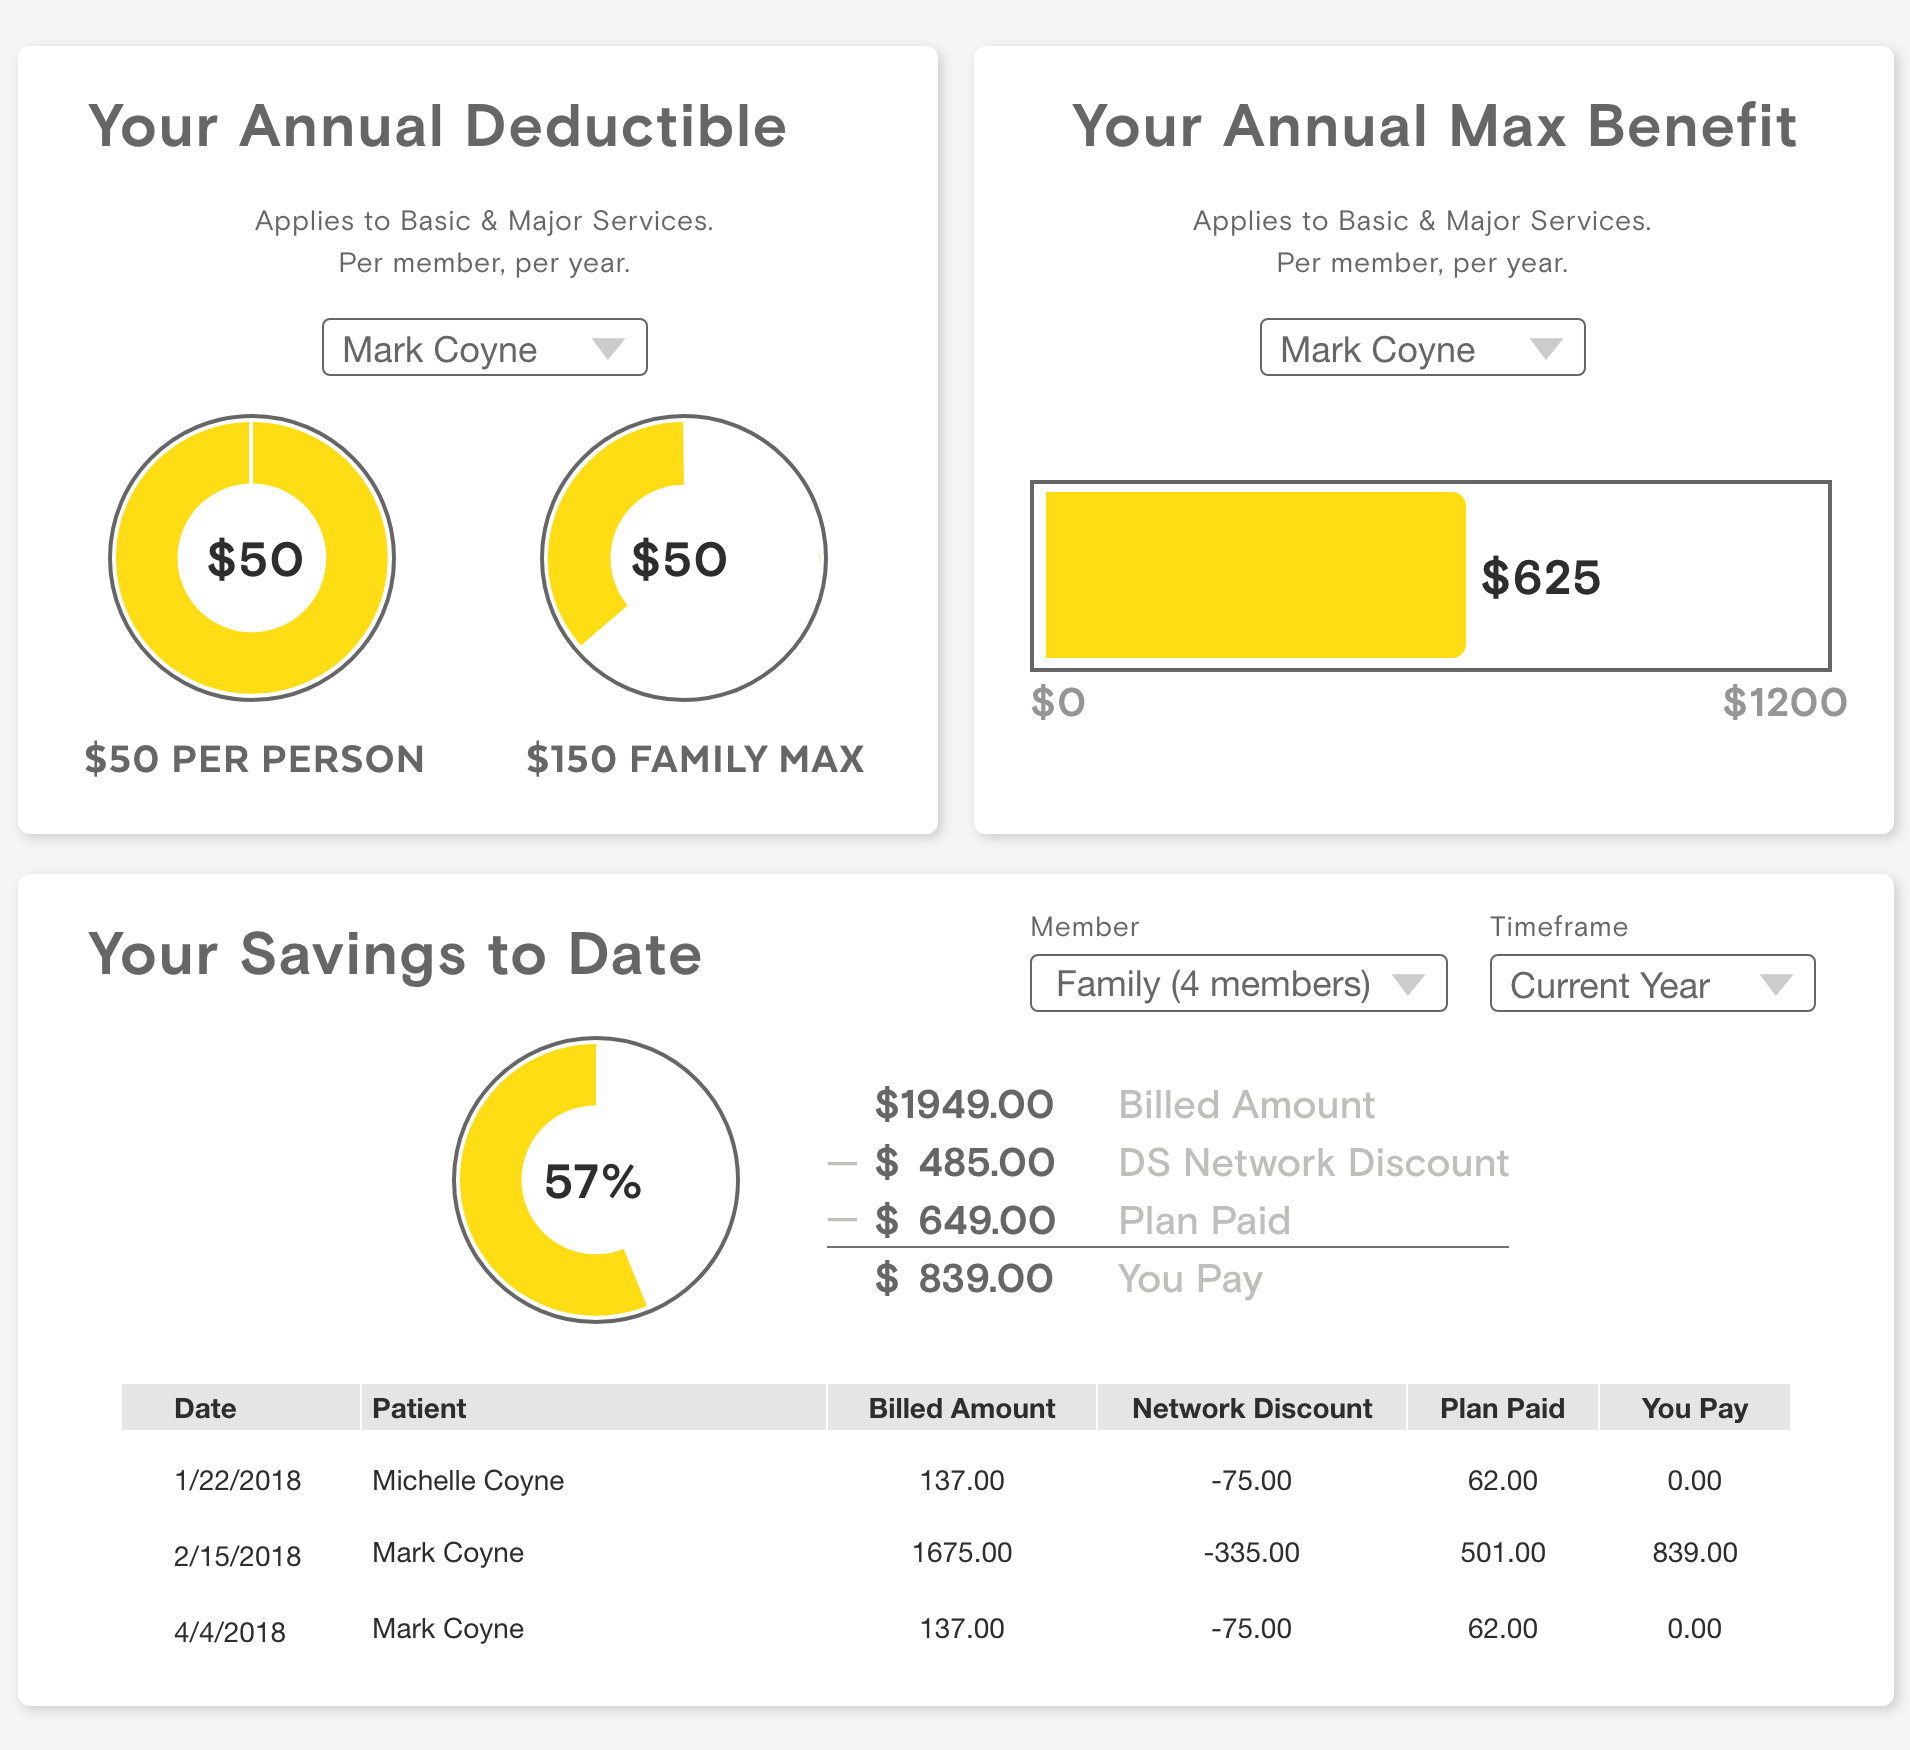 Your Annual Deductible
Applies to Basic & Major Services.
Per member, per year.
Mark Coyne
$50
$50
$50 PER PERSON
$150 FAMILY MAX
Your Annual Max Benefit
Applies to Basic & Major Services.
Per member, per year.
Mark Coyne
$625
$0
$1200
Your Savings to Date
Member
Family (4 members)
Timeframe
Current Year
57%
$1949.00 Billed Amount
— $ 485.00 DS Network Discount
— $ 649.00 Plan Paid
$ 839.00 You Pay
Date Patient Billed Amount Network Discount Plan Paid You Pay
1/22/2018 Michelle Coyne 137.00 -75.00 62.00 0.00
2/15/2018 Mark Coyne 1675.00 -335.00 501.00 839.00
4/4/2018 Mark Coyne 137.00 -75.00 62.00 0.00